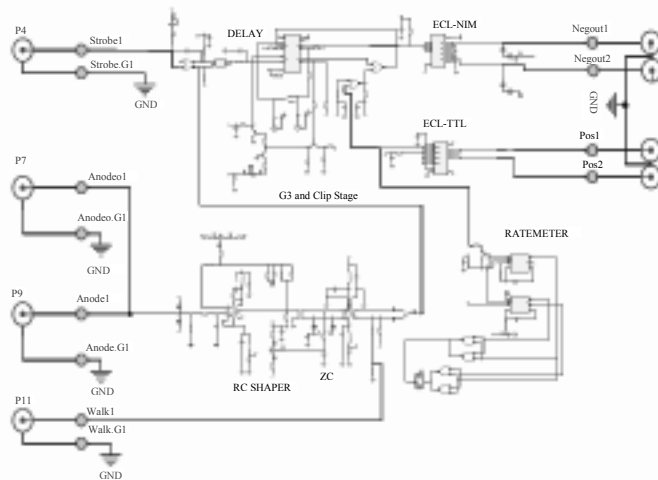 P4
Strobe1
Strobe.G1
GND
DELAY
ECL-NIM
Negout1
Negout2
GND
ECL-TTL
Pos1
Pos2
P7
Anodeo1
Anodeo.G1
GND
G3 and Clip Stage
RATEMETER
P9
Anode1
Anode.G1
GND
RC SHAPER
ZC
P11
Walk1
Walk.G1
GND